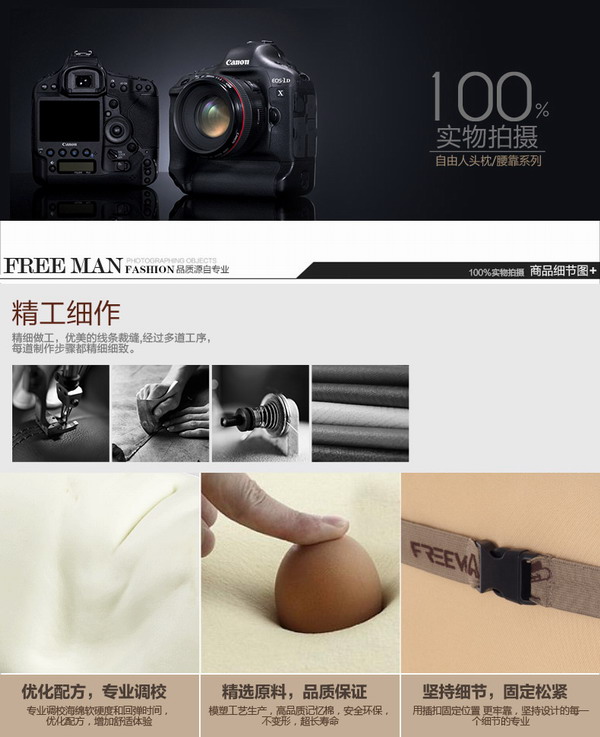 Canon
Canon
EOS-1D
X
100%
实物拍摄
自由人头枕/腰靠系列
FREE MAN PHOTOGRAPHING OBJECTS
FASHION 品质源自专业
100%实物拍摄 商品细节图+
精工细作
精细做工，优美的线条裁缝,经过多道工序，
每道制作步骤都精细细致。
FREEMA
优化配方，专业调校
专业调校海绵软硬度和回弹时间，
优化配方，增加舒适体验
精选原料，品质保证
模塑工艺生产，高品质记忆棉，安全环保，
不变形，超长寿命
坚持细节，固定松紧
用插扣固定位置 更牢靠，坚持设计的每一
个细节的专业